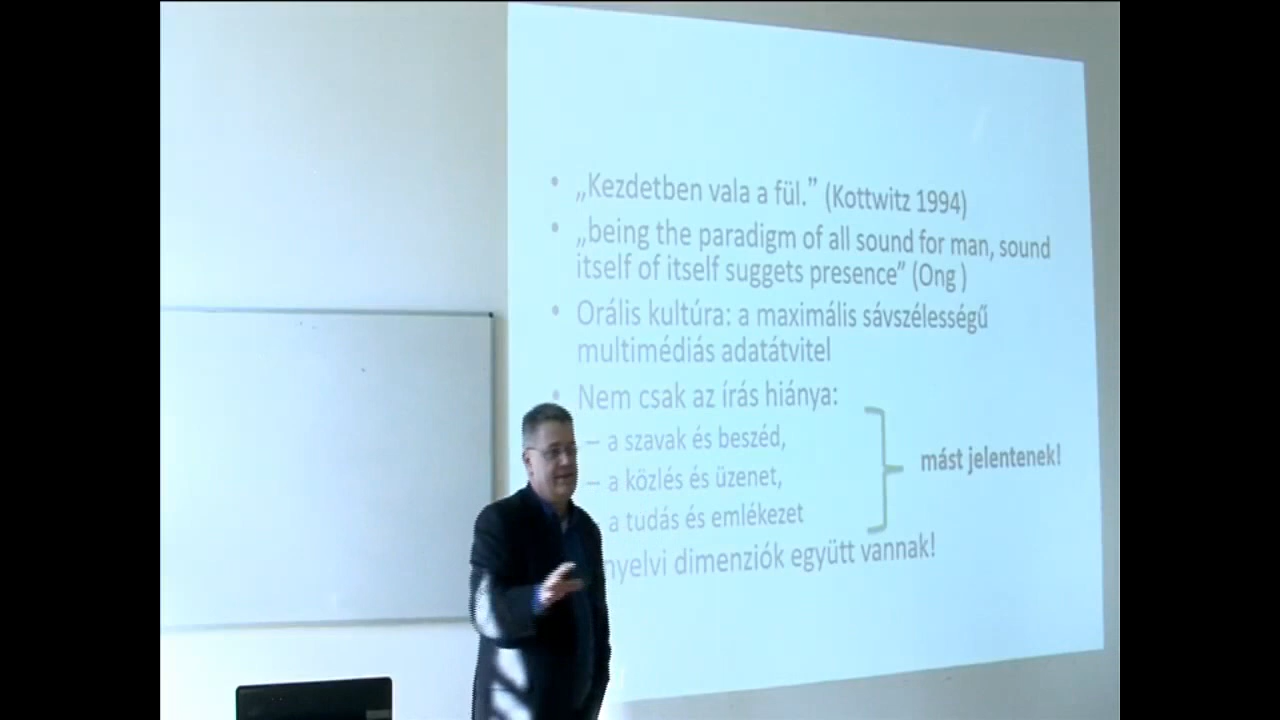 • „Kezdetben vala a fül.” (Kottwitz 1994)
• „being the paradigm of all sound for man, sound
itself of itself suggets presence” (Ong )
• Orális kultúra: a maximális sávszélességű
multimédiás adatátvitel
• Nem csak az írás hiánya:
– a szavak és beszéd,
– a közlés és üzenet,
a tudás és emlékezet
mást jelentenek!
nyelvi dimenziók együtt vannak!